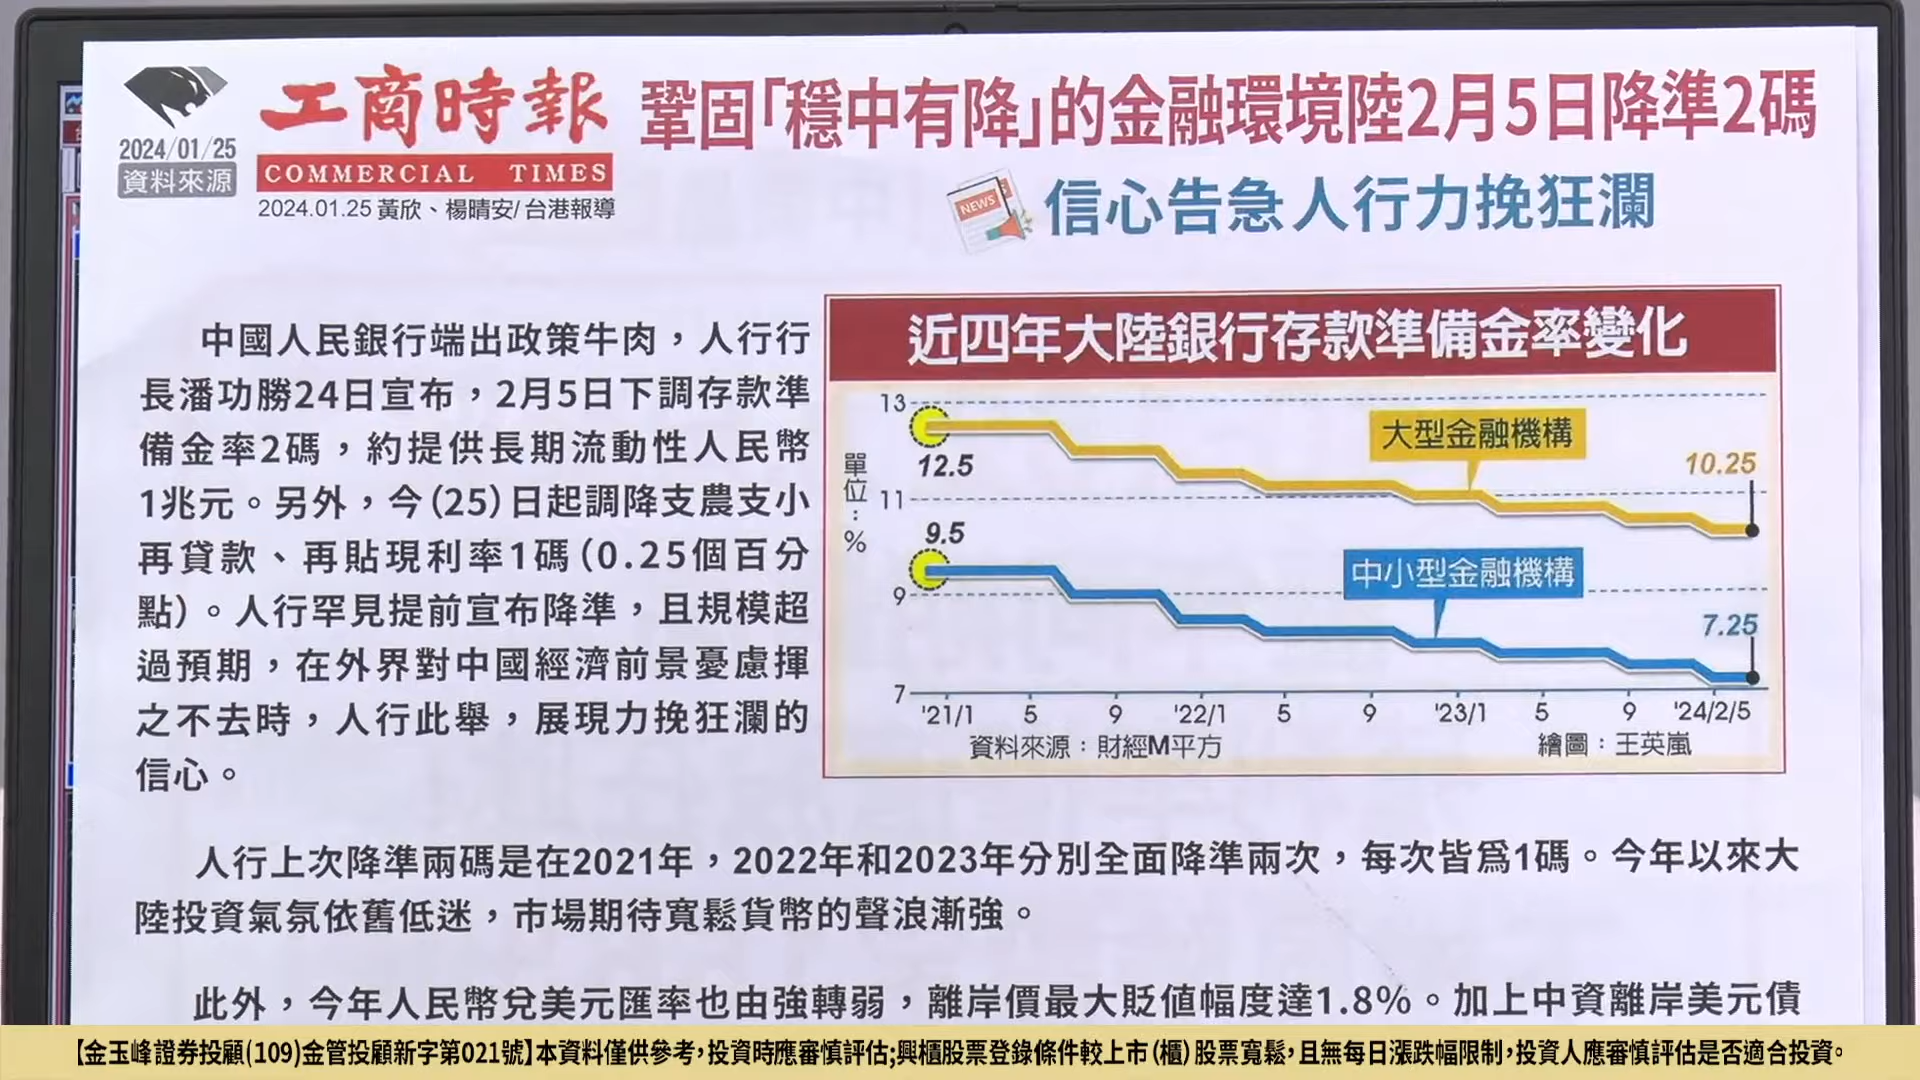 2024/01/25
資料來源
工商時報
COMMERCIAL TIMES
2024.01.25 黃欣、楊晴安/台港報導
鞏固「穩中有降」的金融環境陸2月5日降準2碼
NEWS
信心告急人行力挽狂瀾
中國人民銀行端出政策牛肉，人行行
長潘功勝24日宣布，2月5日下調存款準
備金率2碼，約提供長期流動性人民幣
1兆元。另外，今(25)日起調降支農支小
再貸款、再貼現利率1碼(0.25個百分
點)。人行罕見提前宣布降準，且規模超
過預期，在外界對中國經濟前景憂慮揮
之不去時，人行此舉，展現力挽狂瀾的
信心。
近四年大陸銀行存款準備金率變化
單位：%
13
11
9
7
12.5
9.5
大型金融機構
10.25
中小型金融機構
7.25
'21/1 5 9 '22/1 5 9 '23/1 5 9 '24/2/5
資料來源：財經M平方
繪圖：王英嵐
人行上次降準兩碼是在2021年，2022年和2023年分別全面降準兩次，每次皆爲1碼。今年以來大
陸投資氣氛依舊低迷，市場期待寬鬆貨幣的聲浪漸強。
此外，今年人民幣兌美元匯率也由強轉弱，離岸價最大貶值幅度達1.8%。加上中資離岸美元債
【金玉峰證券投顧(109)金管投顧新字第021號】本資料僅供參考，投資時應審慎評估;興櫃股票登錄條件較上市(櫃)股票寬鬆，且無每日漲跌幅限制，投資人應審慎評估是否適合投資。